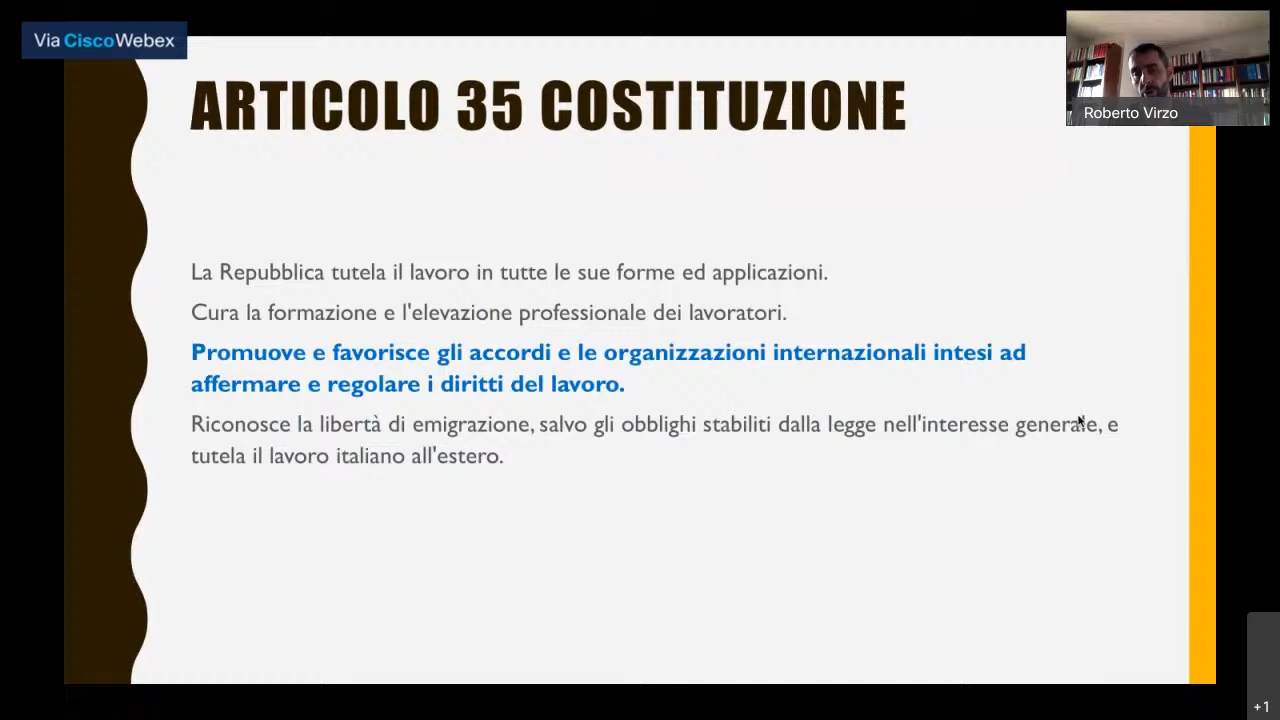 Via Cisco Webex
Roberto Virzo
ARTICOLO 35 COSTITUZIONE
La Repubblica tutela il lavoro in tutte le sue forme ed applicazioni.
Cura la formazione e l'elevazione professionale dei lavoratori.
Promuove e favorisce gli accordi e le organizzazioni internazionali intesi ad
affermare e regolare i diritti del lavoro.
Riconosce la libertà di emigrazione, salvo gli obblighi stabiliti dalla legge nell'interesse generale, e
tutela il lavoro italiano all'estero.
+1